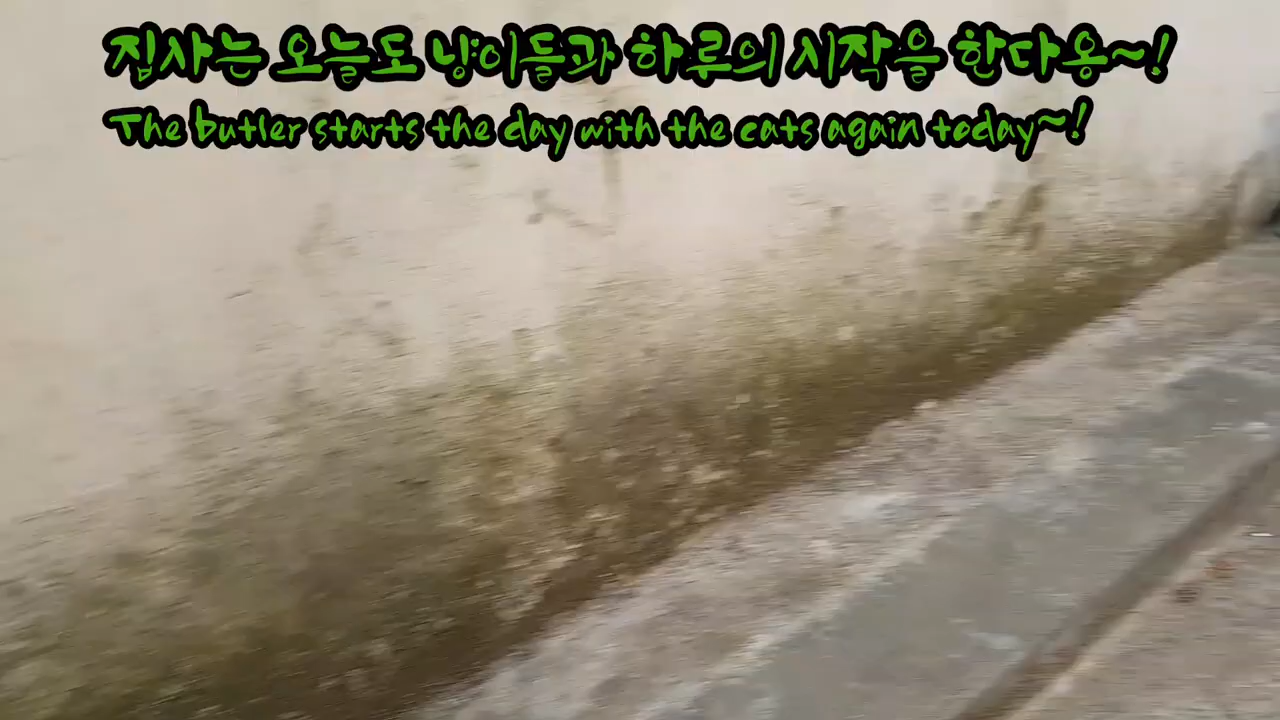 집사는 오늘도 냥이들과 하루의 시작을 한다옹~!
The butler starts the day with the cats again today~!